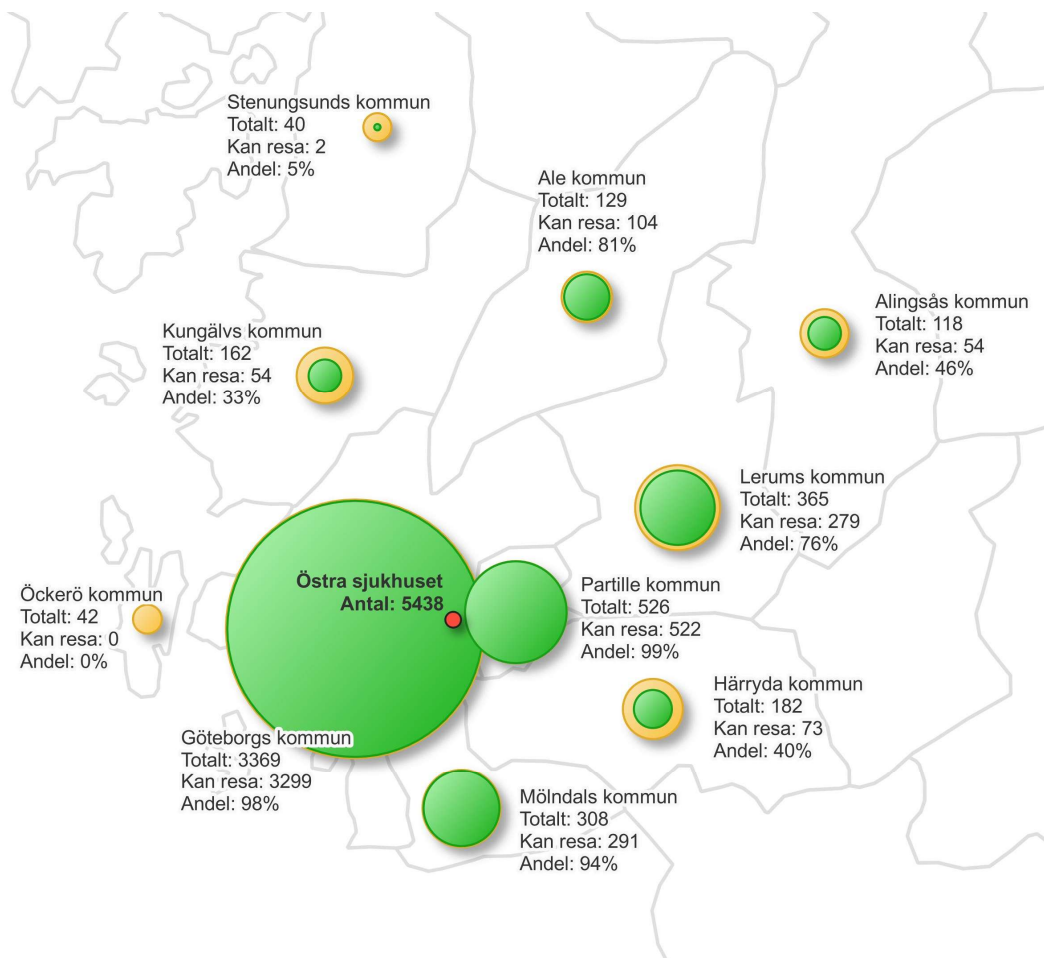 Stenungsunds kommun
Totalt: 40
Kan resa: 2
Andel: 5%
Ale kommun
Totalt: 129
Kan resa: 104
Andel: 81%
Alingsås kommun
Totalt: 118
Kan resa: 54
Andel: 46%
Kungälvs kommun
Totalt: 162
Kan resa: 54
Andel: 33%
Lerums kommun
Totalt: 365
Kan resa: 279
Andel: 76%
Östra sjukhuset
Antal: 5438
Partille kommun
Totalt: 526
Kan resa: 522
Andel: 99%
Öckerö kommun
Totalt: 42
Kan resa: 0
Andel: 0%
Härryda kommun
Totalt: 182
Kan resa: 73
Andel: 40%
Göteborgs kommun
Totalt: 3369
Kan resa: 3299
Andel: 98%
Mölndals kommun
Totalt: 308
Kan resa: 291
Andel: 94%